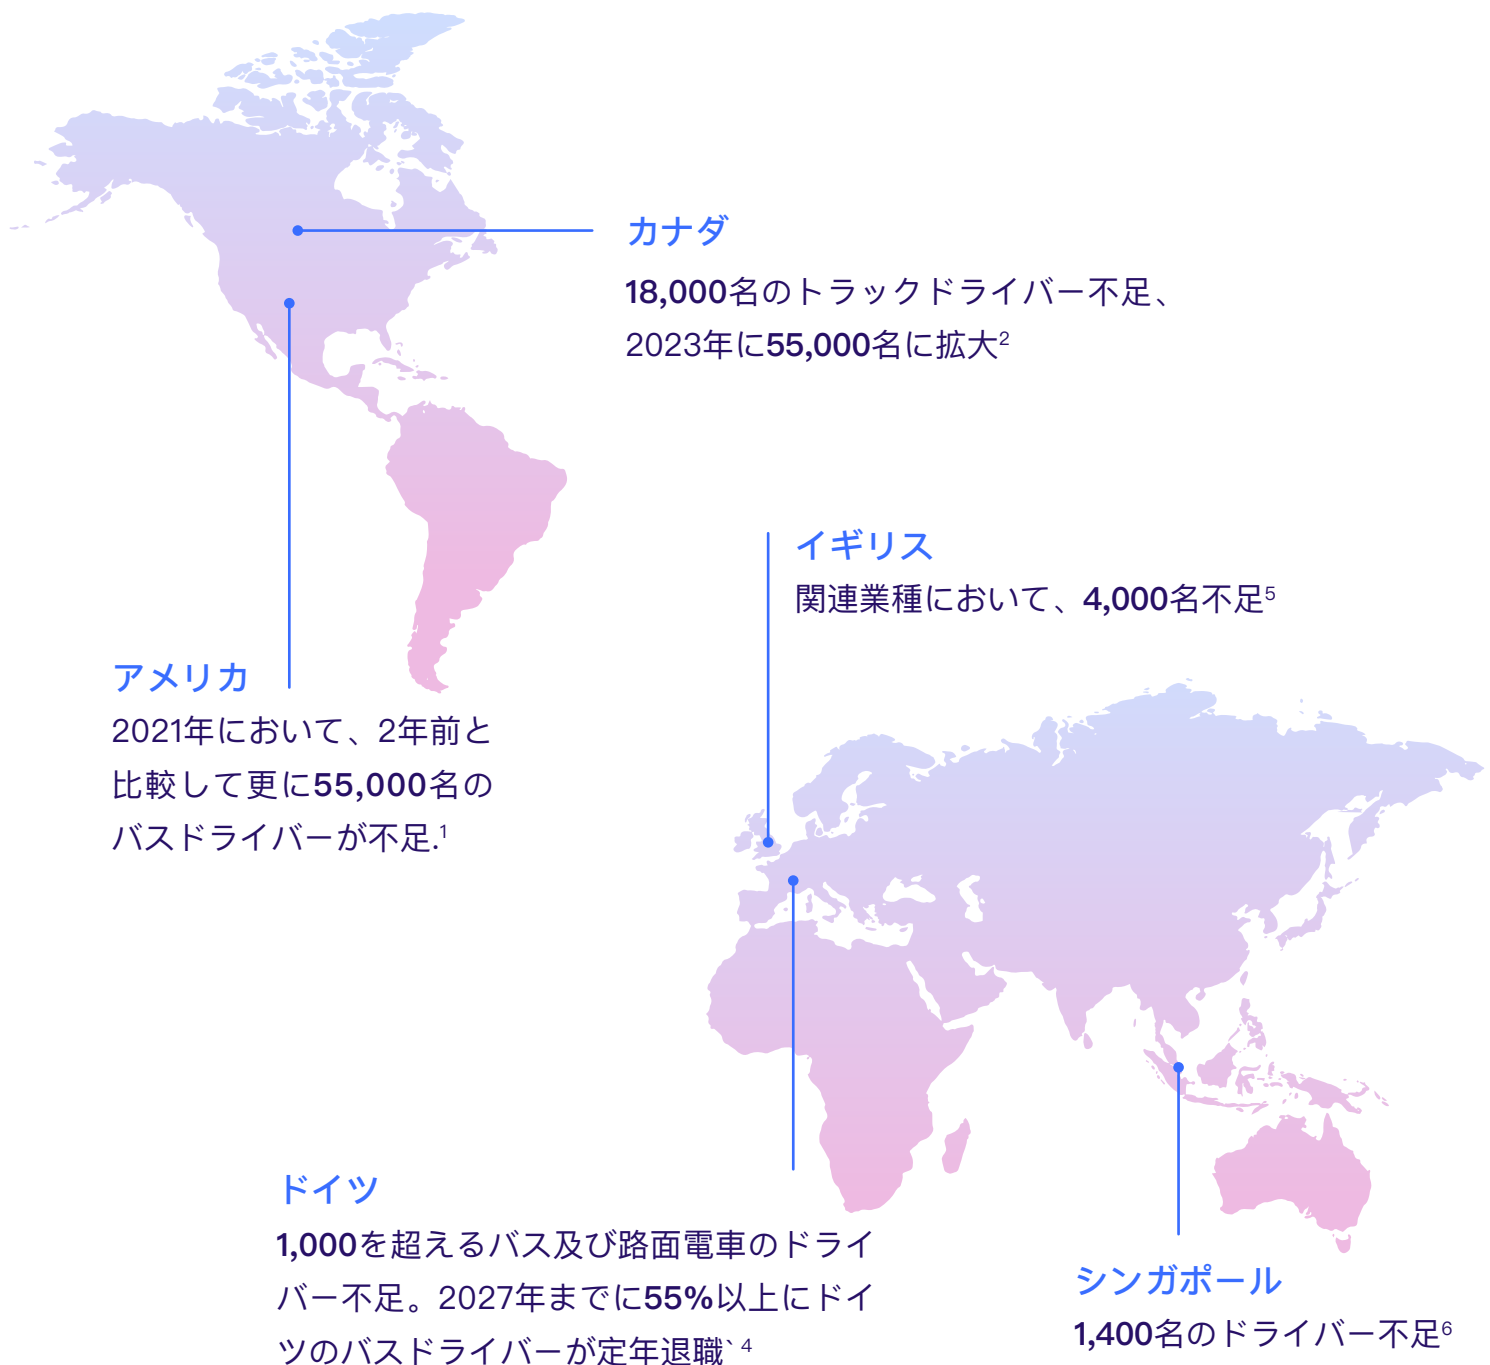 カナダ
18,000名のトラックドライバー不足、
2023年に55,000名に拡大2
イギリス
関連業種において、4,000名不足5
アメリカ
2021年において、2年前と
比較して更に55,000名の
バスドライバーが不足.1
ドイツ
1,000を超えるバス及び路面電車のドライ
バー不足。2027年までに55%以上にドイ
ツのバスドライバーが定年退職` 4
シンガポール
1,400名のドライバー不足6